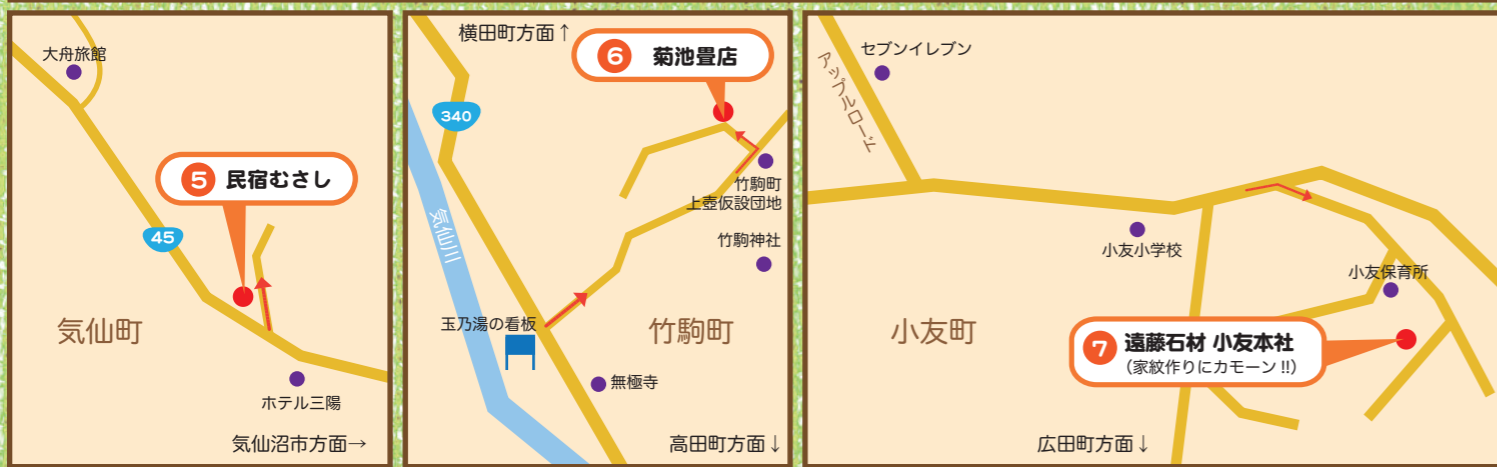 大舟旅館
5 民宿むさし
45
気仙町
ホテル三陽
気仙沼市方面→
横田町方面↑
6 菊池畳店
340
気仙川
竹駒町
上壺仮設団地
竹駒神社
玉乃湯の看板
竹駒町
無極寺
高田町方面↓
アップルロード
セブンイレブン
小友小学校
小友保育所
小友町
7 遠藤石材 小友本社
（家紋作りにカモーン!!）
広田町方面↓